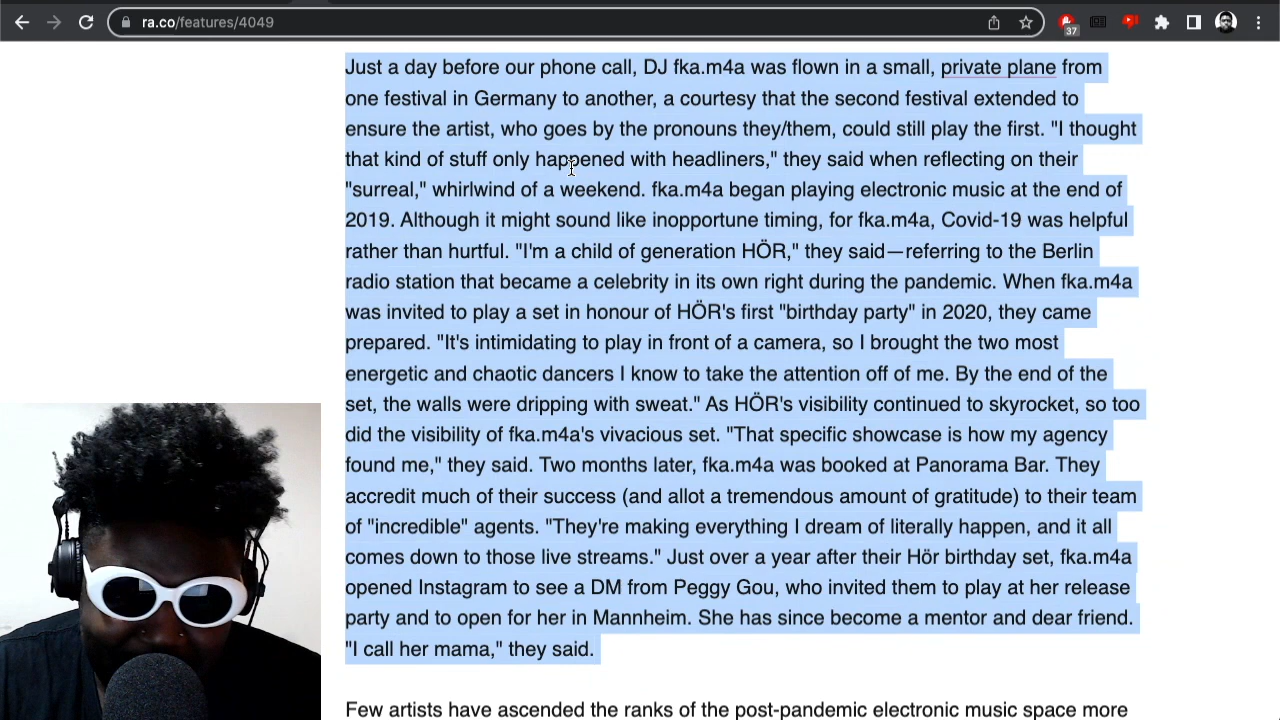 ra.co/features/4049
37
Just a day before our phone call, DJ fka.m4a was flown in a small, private plane from
one festival in Germany to another, a courtesy that the second festival extended to
ensure the artist, who goes by the pronouns they/them, could still play the first. "I thought
that kind of stuff only happened with headliners," they said when reflecting on their
"surreal," whirlwind of a weekend. fka.m4a began playing electronic music at the end of
2019. Although it might sound like inopportune timing, for fka.m4a, Covid-19 was helpful
rather than hurtful. "I'm a child of generation HÖR," they said—referring to the Berlin
radio station that became a celebrity in its own right during the pandemic. When fka.m4a
was invited to play a set in honour of HÖR's first "birthday party" in 2020, they came
prepared. "It's intimidating to play in front of a camera, so I brought the two most
energetic and chaotic dancers I know to take the attention off of me. By the end of the
set, the walls were dripping with sweat." As HÖR's visibility continued to skyrocket, so too
did the visibility of fka.m4a's vivacious set. "That specific showcase is how my agency
found me," they said. Two months later, fka.m4a was booked at Panorama Bar. They
accredit much of their success (and allot a tremendous amount of gratitude) to their team
of "incredible" agents. "They're making everything I dream of literally happen, and it all
comes down to those live streams." Just over a year after their Hör birthday set, fka.m4a
opened Instagram to see a DM from Peggy Gou, who invited them to play at her release
party and to open for her in Mannheim. She has since become a mentor and dear friend.
"I call her mama," they said.
Few artists have ascended the ranks of the post-pandemic electronic music space more